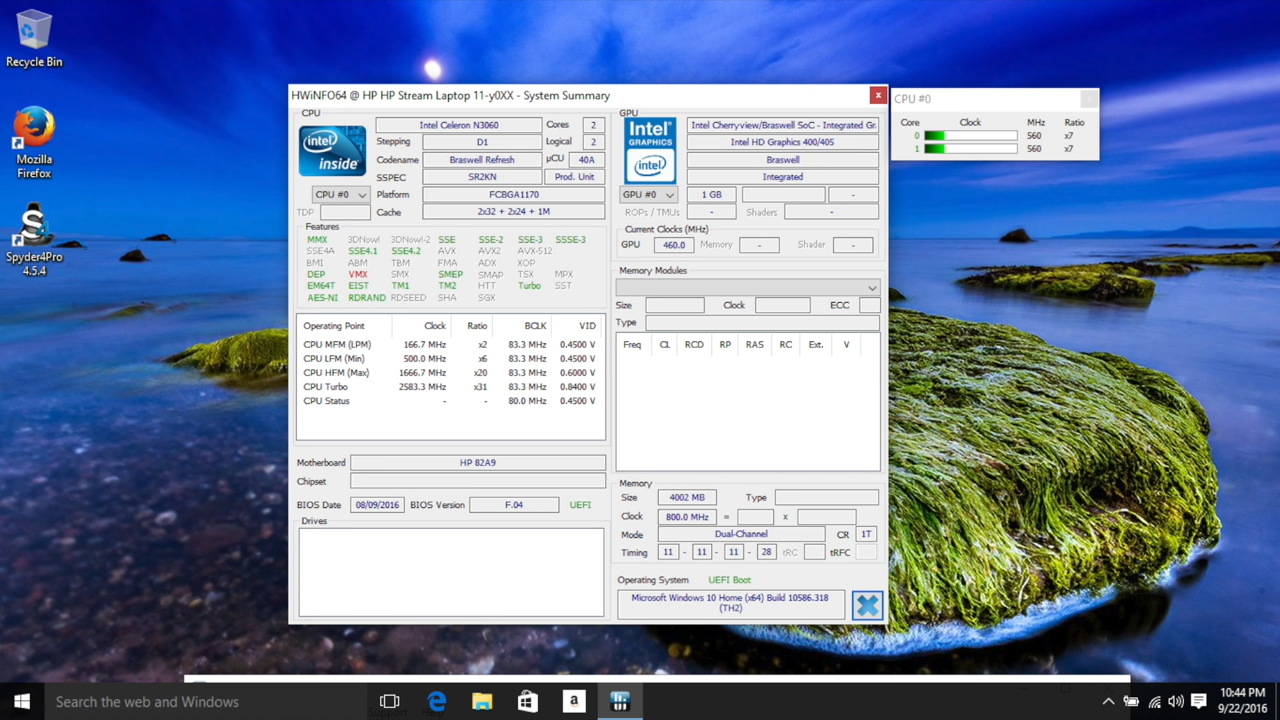 Recycle Bin
Mozilla
Firefox
Spyder4Pro
4.5.4
HWiNFO64 @ HP HP Stream Laptop 11-y0XX - System Summary
CPU
intel inside
Intel Celeron N3060
Cores 2
Stepping D1 Logical 2
Codename Braswell Refresh µCU 40A
SSPEC SR2KN Prod. Unit
CPU #0 Platform FCBGA1170
TDP Cache 2x32 + 2x24 + 1M
Features
MMX 3DNow! 3DNow!-2 SSE SSE-2 SSE-3 SSSE-3
SSE4A SSE4.1 SSE4.2 AVX AVX2 AVX-512
BMI ABM TBM FMA ADX XOP
DEP VMX SMX SMEP SMAP TSX MPX
EM64T EIST TM1 TM2 HTT Turbo SST
AES-NI RDRAND RDSEED SHA SGX
Operating Point Clock Ratio BCLK VID
CPU MFM (LPM) 166.7 MHz x2 83.3 MHz 0.4500 V
CPU LFM (Min) 500.0 MHz x6 83.3 MHz 0.4500 V
CPU HFM (Max) 1666.7 MHz x20 83.3 MHz 0.6000 V
CPU Turbo 2583.3 MHz x31 83.3 MHz 0.8400 V
CPU Status - - 80.0 MHz 0.4500 V
Motherboard HP 82A9
Chipset
BIOS Date 08/09/2016 BIOS Version F.04 UEFI
Drives
GPU
Intel GRAPHICS intel
Intel Cherryview/Braswell SoC - Integrated Gr
Intel HD Graphics 400/405
Braswell
Integrated
GPU #0 1 GB -
ROPs / TMUs - Shaders -
Current Clocks (MHz)
GPU 460.0 Memory - Shader -
Memory Modules
Size Clock ECC
Type
Freq CL RCD RP RAS RC Ext. V
Memory
Size 4002 MB Type
Clock 800.0 MHz = x
Mode Dual-Channel CR 1T
Timing 11 - 11 - 11 - 28 tRC tRFC
Operating System UEFI Boot
Microsoft Windows 10 Home (x64) Build 10586.318
(TH2)
CPU #0
Core Clock MHz Ratio
0 560 x7
1 560 x7
Search the web and Windows
a
10:44 PM
9/22/2016